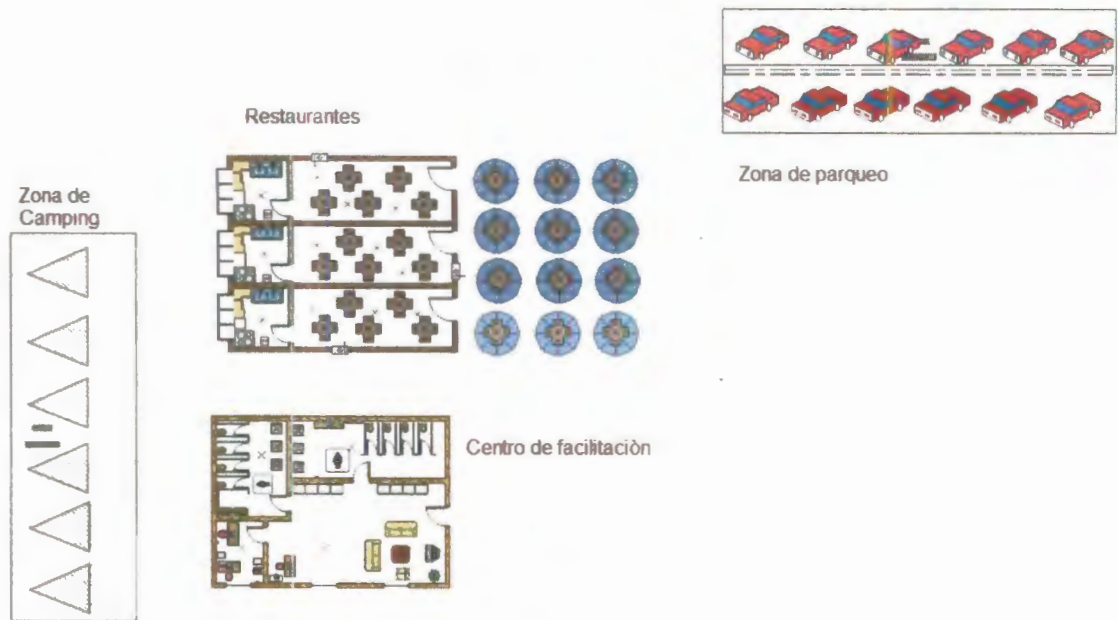 Restaurantes
Zona de parqueo
Zona de
Camping
Centro de facilitaciòn